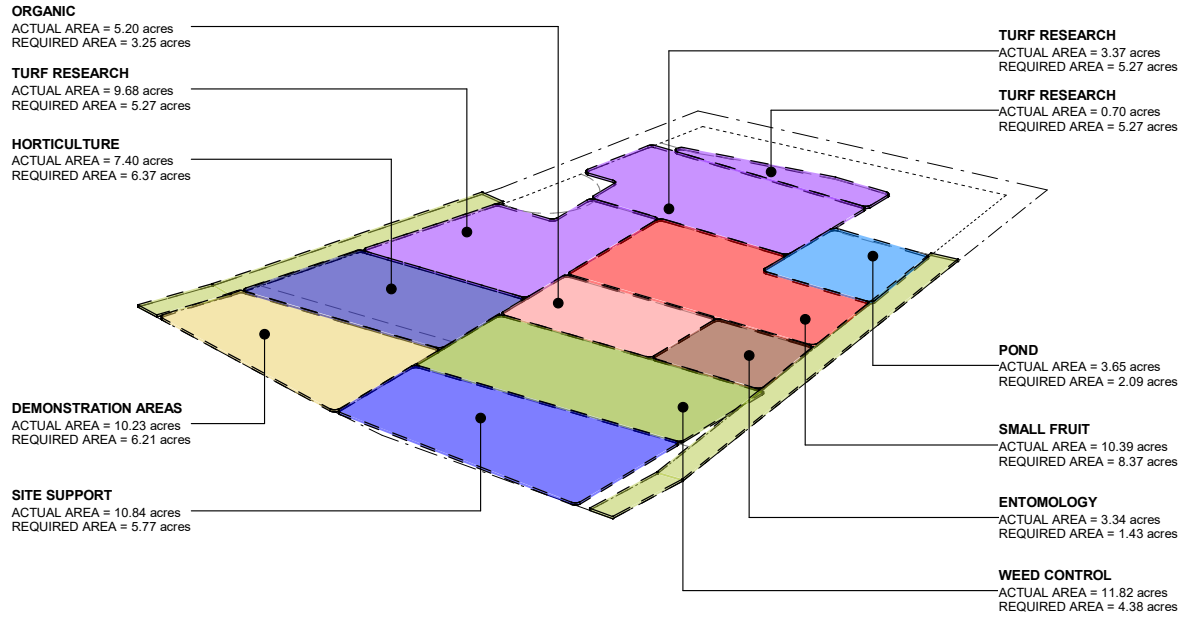 ORGANIC
ACTUAL AREA = 5.20 acres
REQUIRED AREA = 3.25 acres
TURF RESEARCH
ACTUAL AREA = 9.68 acres
REQUIRED AREA = 5.27 acres
HORTICULTURE
ACTUAL AREA = 7.40 acres
REQUIRED AREA = 6.37 acres
DEMONSTRATION AREAS
ACTUAL AREA = 10.23 acres
REQUIRED AREA = 6.21 acres
SITE SUPPORT
ACTUAL AREA = 10.84 acres
REQUIRED AREA = 5.77 acres
TURF RESEARCH
ACTUAL AREA = 3.37 acres
REQUIRED AREA = 5.27 acres
TURF RESEARCH
ACTUAL AREA = 0.70 acres
REQUIRED AREA = 5.27 acres
POND
ACTUAL AREA = 3.65 acres
REQUIRED AREA = 2.09 acres
SMALL FRUIT
ACTUAL AREA = 10.39 acres
REQUIRED AREA = 8.37 acres
ENTOMOLOGY
ACTUAL AREA = 3.34 acres
REQUIRED AREA = 1.43 acres
WEED CONTROL
ACTUAL AREA = 11.82 acres
REQUIRED AREA = 4.38 acres